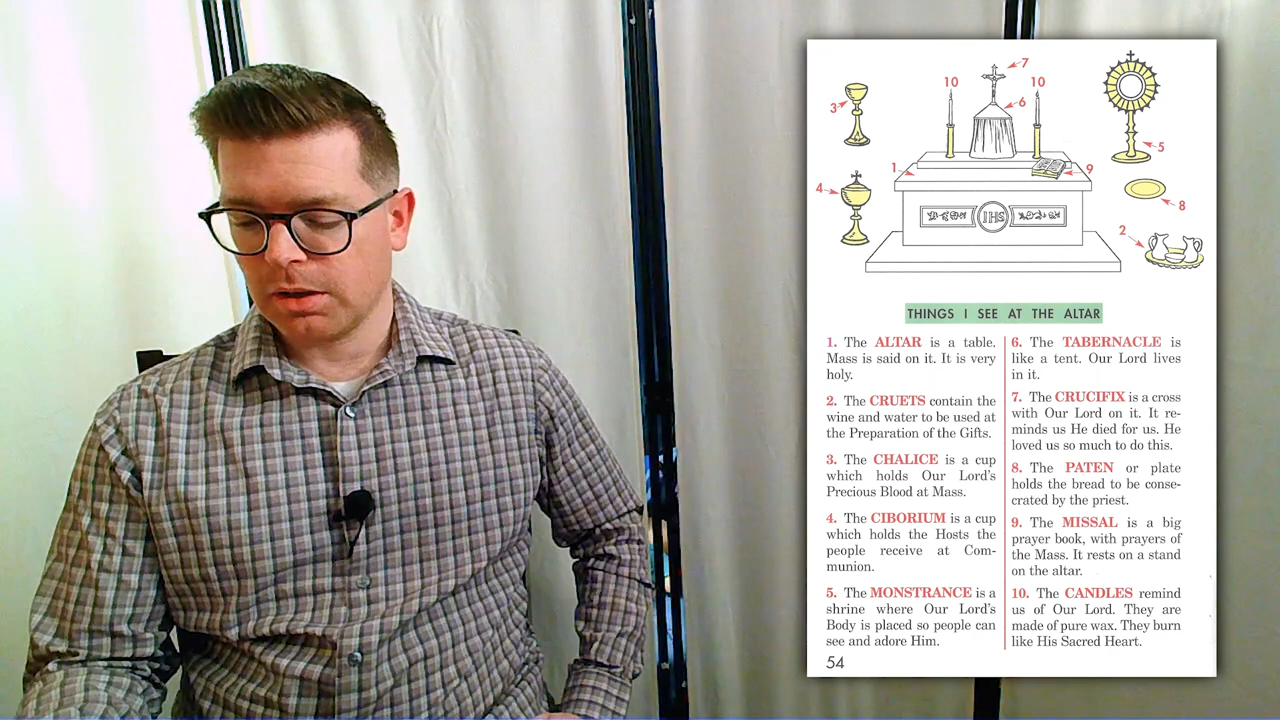 7
10
10
3
6
5
1
9
4
8
2
IHS
THINGS I SEE AT THE ALTAR
1. The ALTAR is a table.
Mass is said on it. It is very
holy.
2. The CRUETS contain the
wine and water to be used at
the Preparation of the Gifts.
3. The CHALICE is a cup
which holds Our Lord's
Precious Blood at Mass.
4. The CIBORIUM is a cup
which holds the Hosts the
people receive at Com-
munion.
5. The MONSTRANCE is a
shrine where Our Lord's
Body is placed so people can
see and adore Him.
6. The TABERNACLE is
like a tent. Our Lord lives
in it.
7. The CRUCIFIX is a cross
with Our Lord on it. It re-
minds us He died for us. He
loved us so much to do this.
8. The PATEN or plate
holds the bread to be conse-
crated by the priest.
9. The MISSAL is a big
prayer book, with prayers of
the Mass. It rests on a stand
on the altar.
10. The CANDLES remind
us of Our Lord. They are
made of pure wax. They burn
like His Sacred Heart.
54